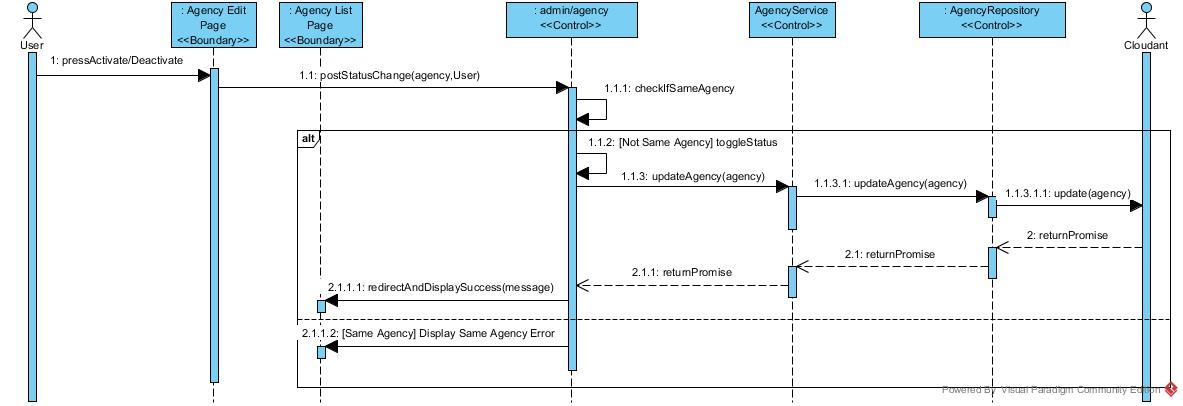 : Agency Edit
Page
<<Boundary>>
: Agency List
Page
<<Boundary>>
: admin/agency
<<Control>>
AgencyService
<<Control>>
: AgencyRepository
<<Control>>
User
Cloudant
1: pressActivate/Deactivate
1.1: postStatusChange(agency,User)
1.1.1: checkIfSameAgency
alt
1.1.2: [Not Same Agency] toggleStatus
1.1.3: updateAgency(agency)
1.1.3.1: updateAgency(agency)
1.1.3.1.1: update(agency)
2: returnPromise
2.1: returnPromise
2.1.1: returnPromise
2.1.1.1: redirectAndDisplaySuccess(message)
2.1.1.2: [Same Agency] Display Same Agency Error
Powered By Visual Paradigm Community Edition